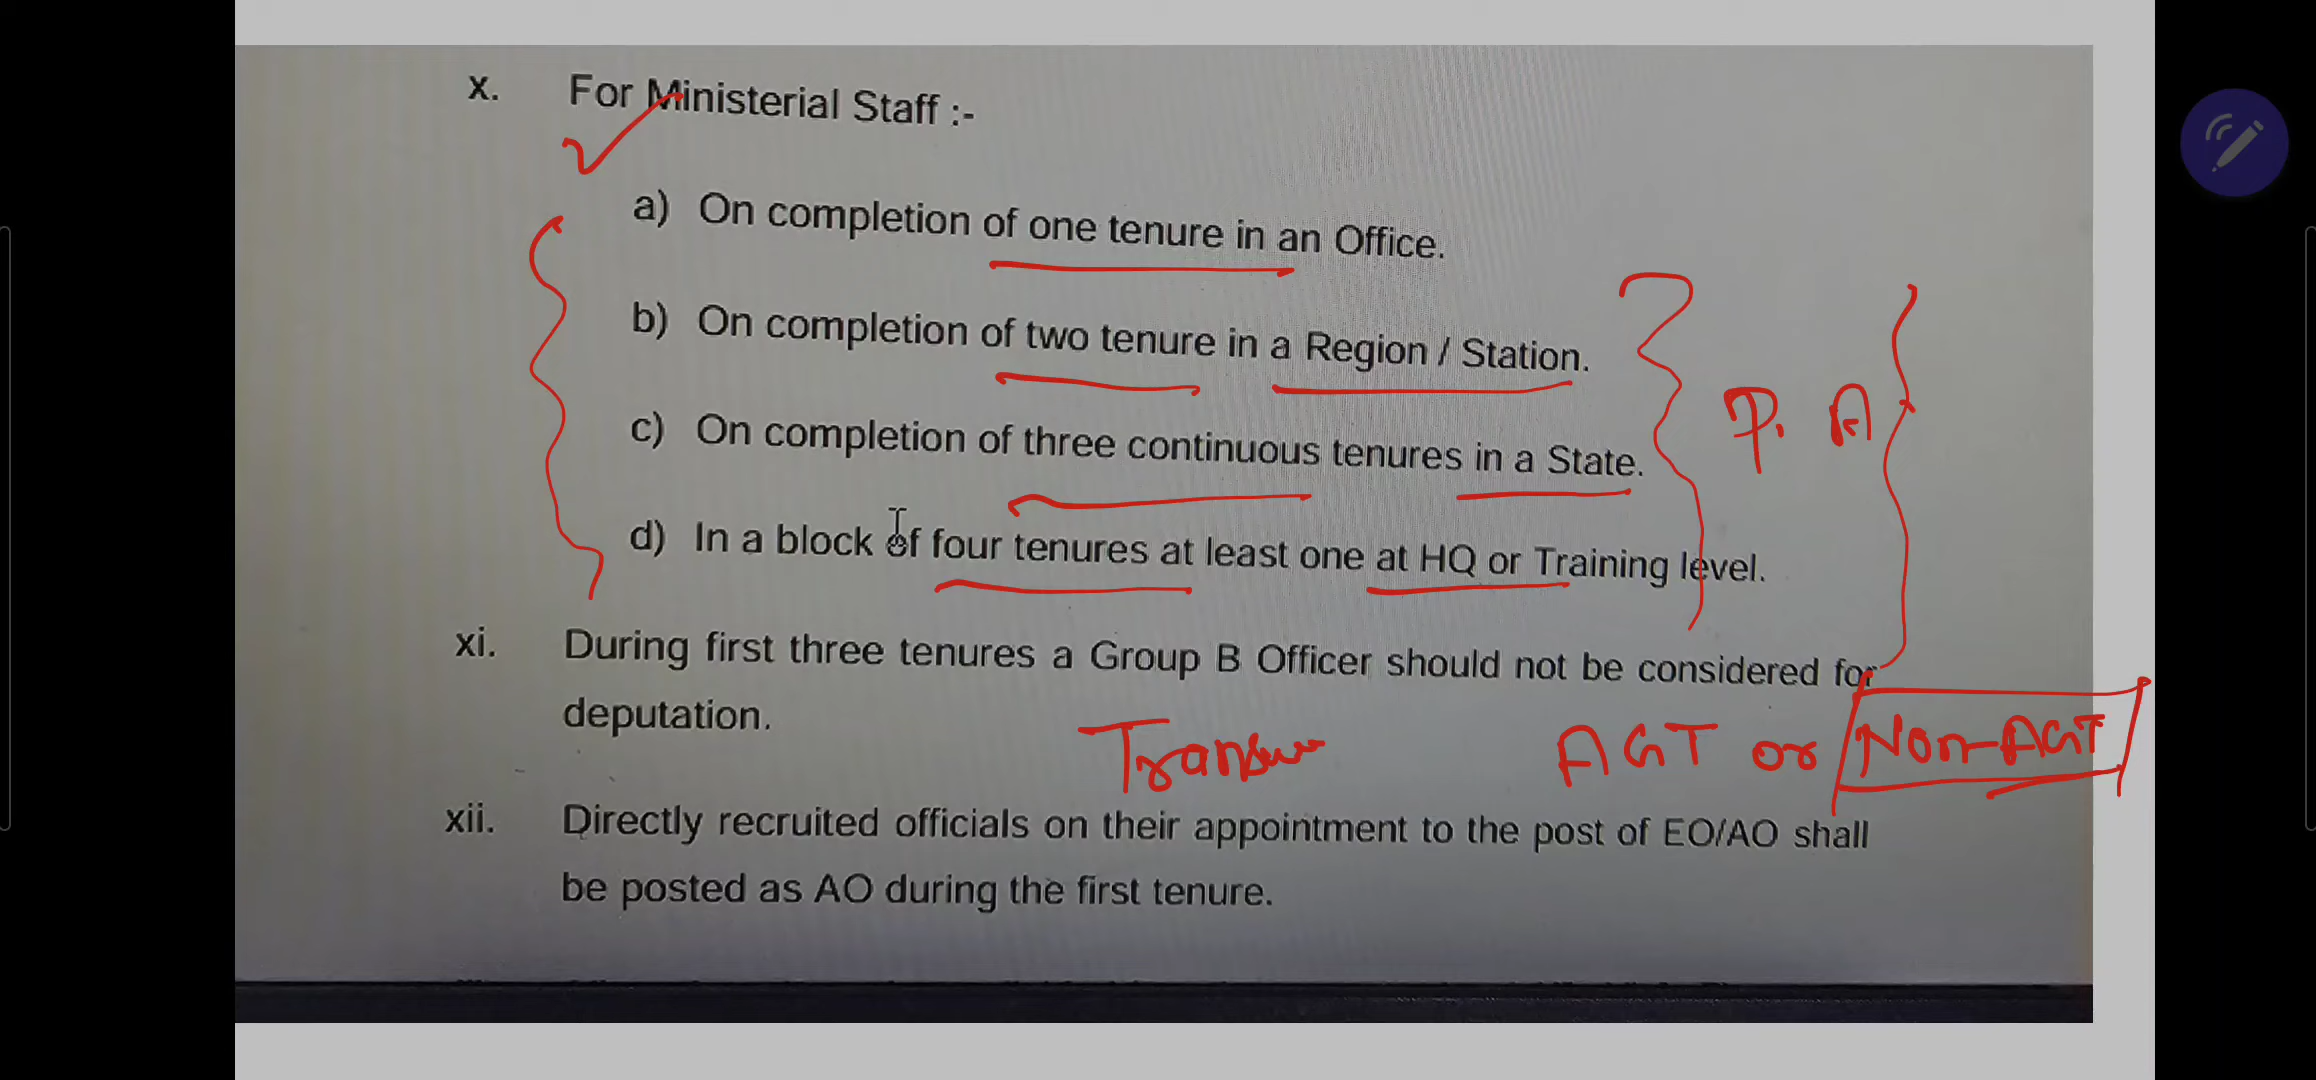 x. For Ministerial Staff :-
a) On completion of one tenure in an Office.
b) On completion of two tenure in a Region / Station.
c) On completion of three continuous tenures in a State.
P. A
d) In a block of four tenures at least one at HQ or Training level.
xi. During first three tenures a Group B Officer should not be considered for
deputation.
AGT or Non-AGT
xii. Directly recruited officials on their appointment to the post of EO/AO shall
be posted as AO during the first tenure.